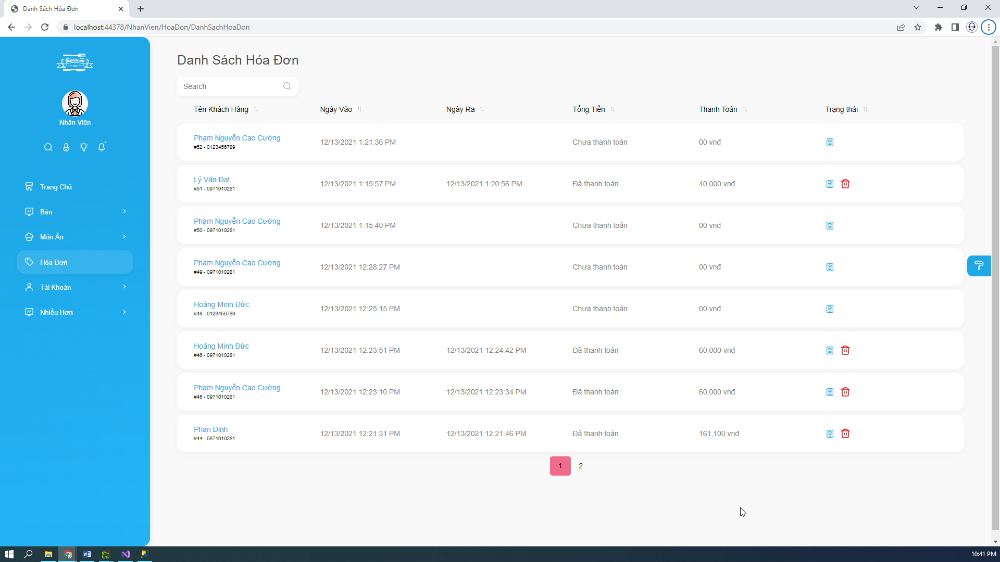 Danh Sách Hóa Đơn
localhost:44378/NhanVien/HoaDon/DanhSachHoaDon
Restaurant
Nhân Viên
Trang Chủ
Bàn
Món Ăn
Hóa Đơn
Tài Khoản
Nhiều Hơn
Danh Sách Hóa Đơn
Search
Tên Khách Hàng Ngày Vào Ngày Ra Tổng Tiền Thanh Toán Trạng thái
Phạm Nguyễn Cao Cường
#52 - 0123456789
12/13/2021 1:21:36 PM Chưa thanh toán 00 vnđ
Lý Văn Đạt
#51 - 0971010281
12/13/2021 1:15:57 PM 12/13/2021 1:20:56 PM Đã thanh toán 40,000 vnđ
Phạm Nguyễn Cao Cường
#50 - 0971010281
12/13/2021 1:15:40 PM Chưa thanh toán 00 vnđ
Phạm Nguyễn Cao Cường
#49 - 0971010281
12/13/2021 12:28:27 PM Chưa thanh toán 00 vnđ
Hoàng Minh Đức
#48 - 0123456789
12/13/2021 12:25:15 PM Chưa thanh toán 00 vnđ
Hoàng Minh Đức
#46 - 0971010281
12/13/2021 12:23:51 PM 12/13/2021 12:24:42 PM Đã thanh toán 60,000 vnđ
Phạm Nguyễn Cao Cường
#45 - 0971010281
12/13/2021 12:23:10 PM 12/13/2021 12:23:34 PM Đã thanh toán 60,000 vnđ
Phan Định
#44 - 0971010281
12/13/2021 12:21:31 PM 12/13/2021 12:21:46 PM Đã thanh toán 161,100 vnđ
1 2
10:41 PM